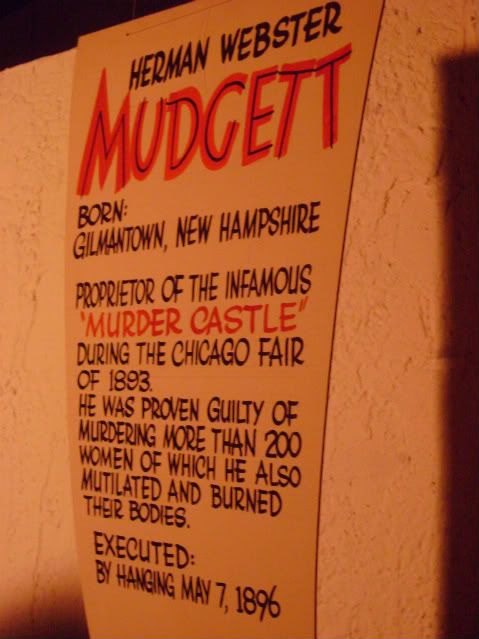 HERMAN WEBSTER
MUDGETT
BORN:
GILMANTOWN, NEW HAMPSHIRE
PROPRIETOR OF THE INFAMOUS
"MURDER CASTLE"
DURING THE CHICAGO FAIR
OF 1893.
HE WAS PROVEN GUILTY OF
MURDERING MORE THAN 200
WOMEN OF WHICH HE ALSO
MUTILATED AND BURNED
THEIR BODIES.
EXECUTED:
BY HANGING MAY 7, 1896